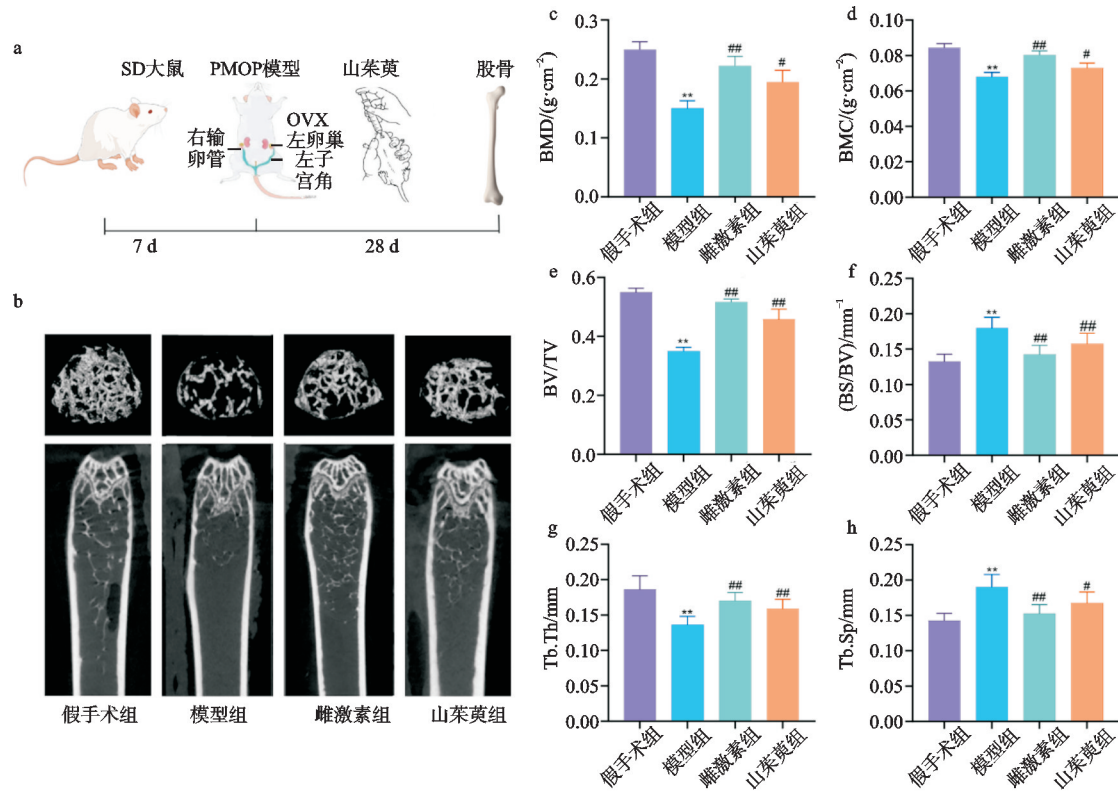 a
SD大鼠
PMOP模型
山茱萸
股骨
右输
卵管
OVX
左卵巢
左子
宫角
7 d
28 d
b
假手术组
模型组
雌激素组
山茱萸组
c
BMD/(g·cm⁻²)
0.3
0.2
0.1
0.0
**
##
#
假手术组
模型组
雌激素组
山茱萸组
d
BMC/(g·cm⁻²)
0.10
0.08
0.06
0.04
0.02
0.00
**
##
#
假手术组
模型组
雌激素组
山茱萸组
e
BV/TV
0.6
0.4
0.2
0.0
**
##
##
假手术组
模型组
雌激素组
山茱萸组
f
(BS/BV)/mm⁻¹
0.25
0.20
0.15
0.10
0.05
0.00
**
##
##
假手术组
模型组
雌激素组
山茱萸组
g
Tb.Th/mm
0.25
0.20
0.15
0.10
0.05
0.00
**
##
##
假手术组
模型组
雌激素组
山茱萸组
h
Tb.Sp/mm
0.25
0.20
0.15
0.10
0.05
0.00
**
##
#
假手术组
模型组
雌激素组
山茱萸组